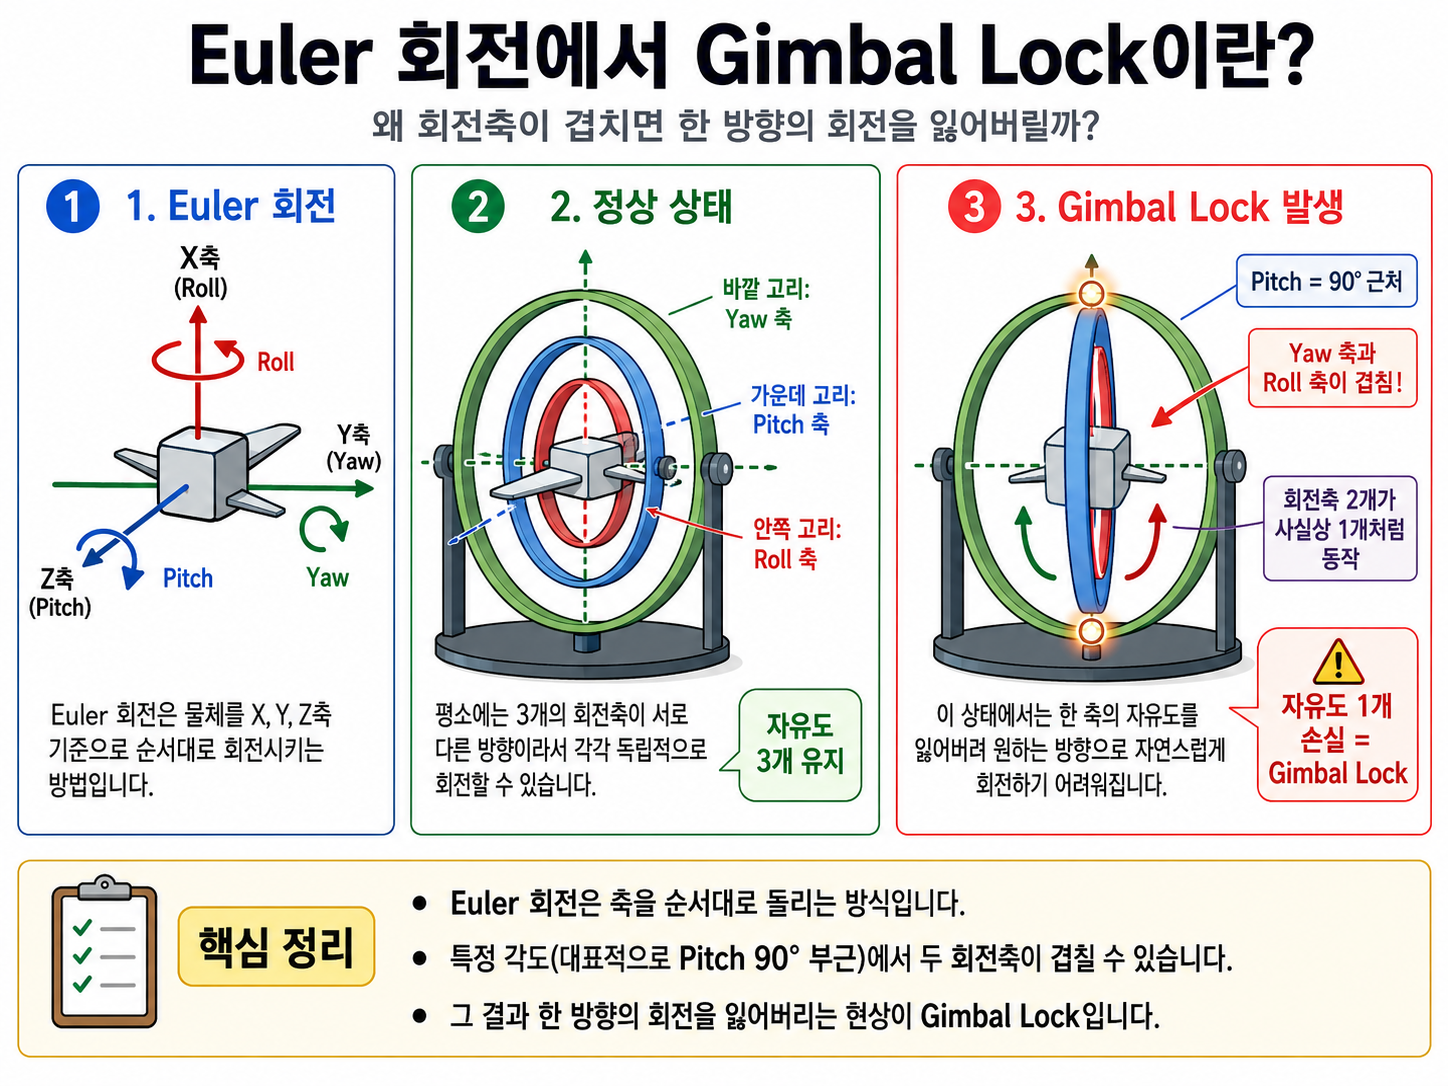 Euler 회전에서 Gimbal Lock이란?
왜 회전축이 겹치면 한 방향의 회전을 잃어버릴까?
1 1. Euler 회전
X축
(Roll)
Roll
Y축
(Yaw)
Z축
(Pitch)
Pitch
Yaw
Euler 회전은 물체를 X, Y, Z축
기준으로 순서대로 회전시키는
방법입니다.
2 2. 정상 상태
바깥 고리:
Yaw 축
가운데 고리:
Pitch 축
안쪽 고리:
Roll 축
평소에는 3개의 회전축이 서로
다른 방향이라서 각각 독립적으로
회전할 수 있습니다.
자유도
3개 유지
3 3. Gimbal Lock 발생
Pitch = 90° 근처
Yaw 축과
Roll 축이 겹침!
회전축 2개가
사실상 1개처럼
동작
이 상태에서는 한 축의 자유도를
잃어버려 원하는 방향으로 자연스럽게
회전하기 어려워집니다.
자유도 1개
손실 =
Gimbal Lock
핵심 정리
• Euler 회전은 축을 순서대로 돌리는 방식입니다.
• 특정 각도(대표적으로 Pitch 90° 부근)에서 두 회전축이 겹칠 수 있습니다.
• 그 결과 한 방향의 회전을 잃어버리는 현상이 Gimbal Lock입니다.